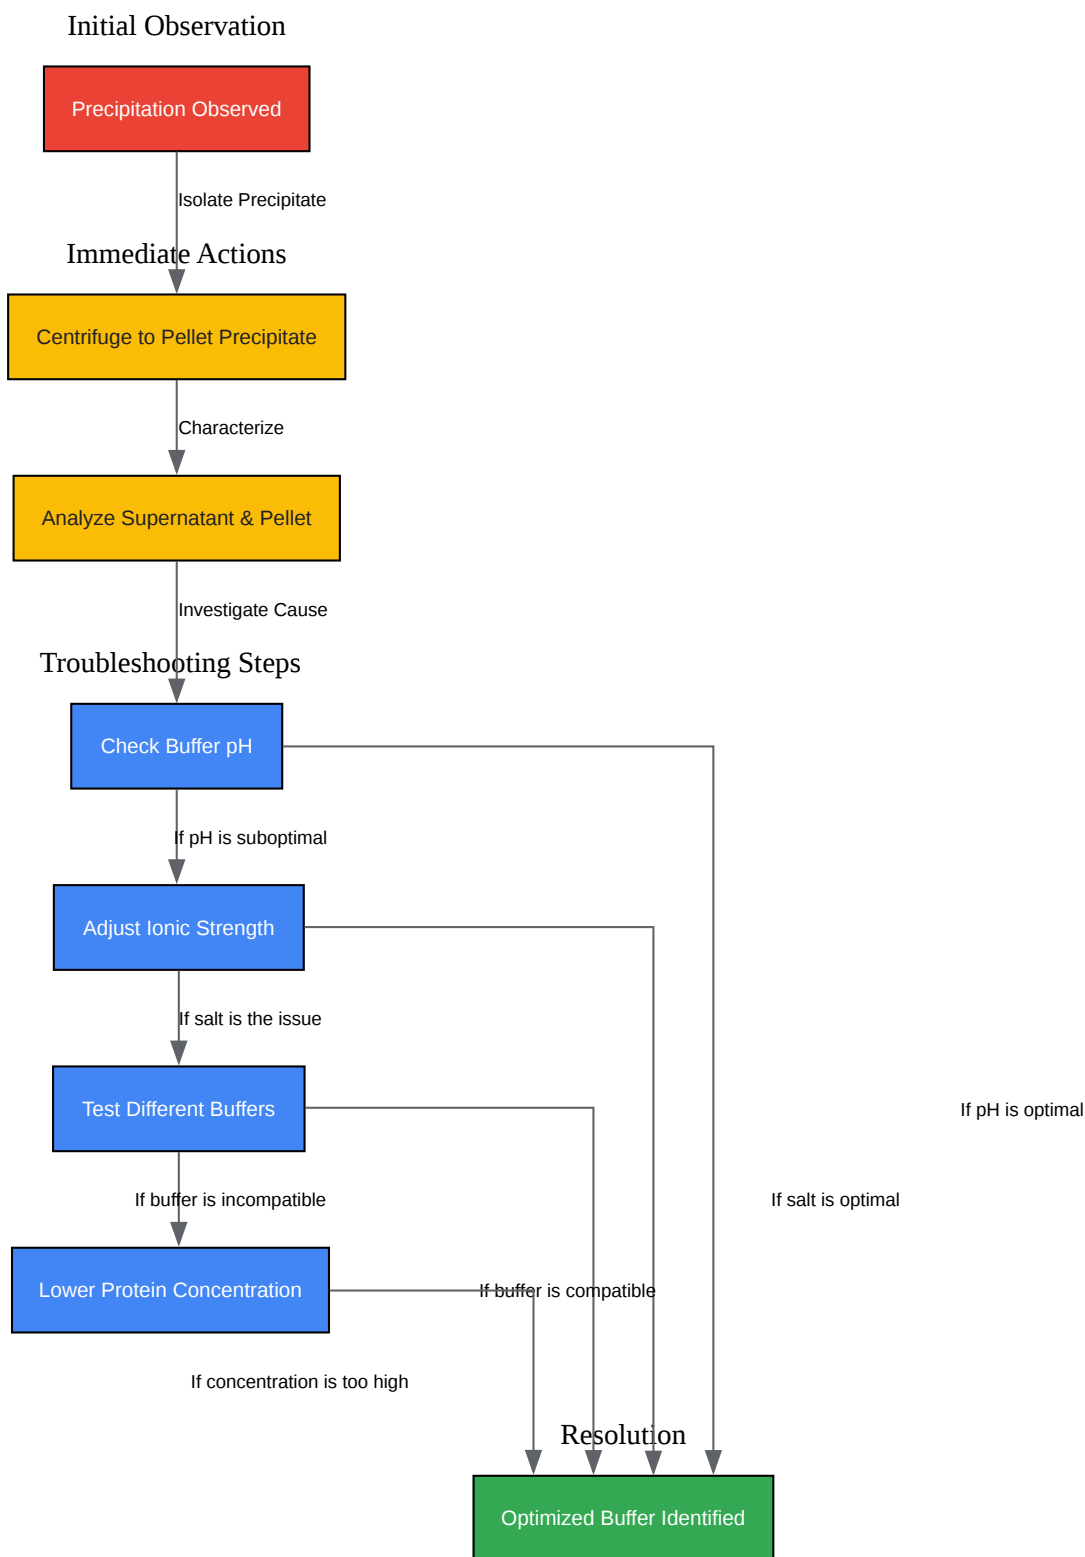 Initial Observation
Precipitation Observed
Isolate Precipitate
Immediate Actions
Centrifuge to Pellet Precipitate
Characterize
Analyze Supernatant & Pellet
Investigate Cause
Troubleshooting Steps
Check Buffer pH
If pH is suboptimal
Adjust Ionic Strength
If salt is the issue
Test Different Buffers
If pH is optimal
If buffer is incompatible
If salt is optimal
Lower Protein Concentration
If buffer is compatible
If concentration is too high
Resolution
Optimized Buffer Identified